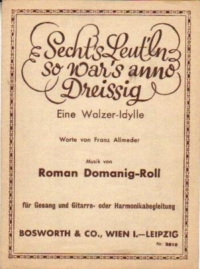 Secht's Leut'ln
so war's anno
Dreissig
Eine Walzer-Idylle
Worte von Franz Allmeder
Musik von
Roman Domanig-Roll
für Gesang und Gitarre- oder Harmonikabegleitung
BOSWORTH & CO., WIEN I.—LEIPZIG
Nr.